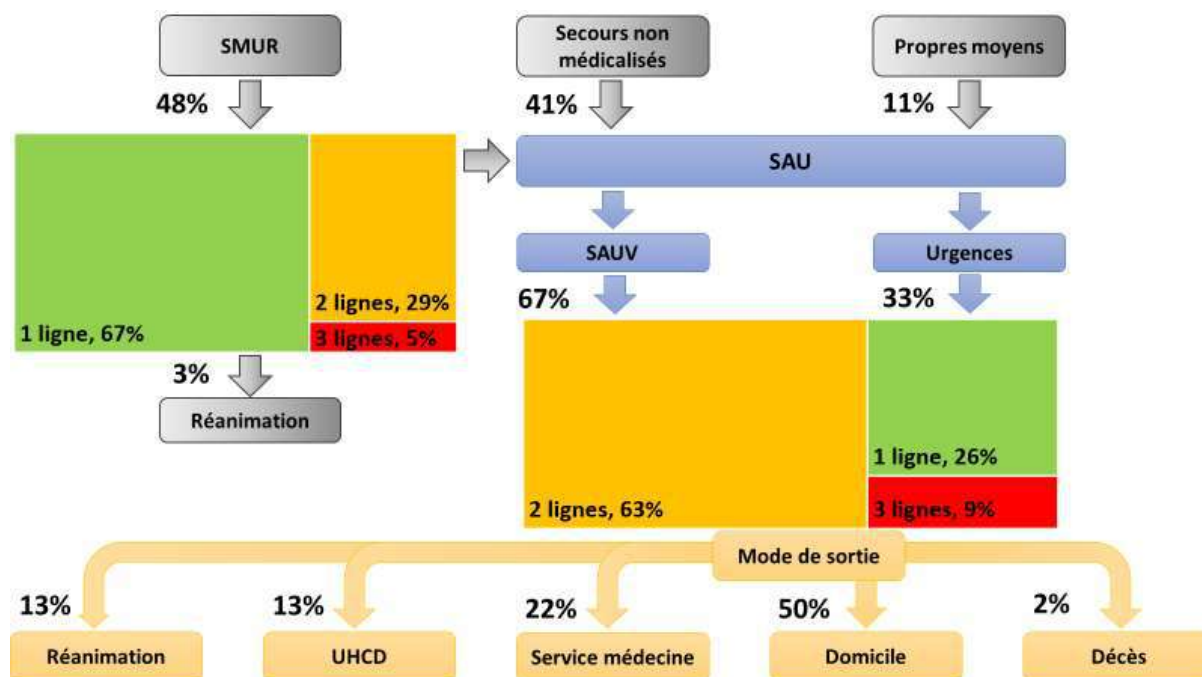 SMUR
Secours non
médicalisés
Propres moyens
48%
41%
11%
SAU
SAUV
Urgences
67%
33%
2 lignes, 29%
1 ligne, 67%
3 lignes, 5%
3%
Réanimation
1 ligne, 26%
2 lignes, 63%
3 lignes, 9%
Mode de sortie
13%
13%
22%
50%
2%
Réanimation
UHCD
Service médecine
Domicile
Décès